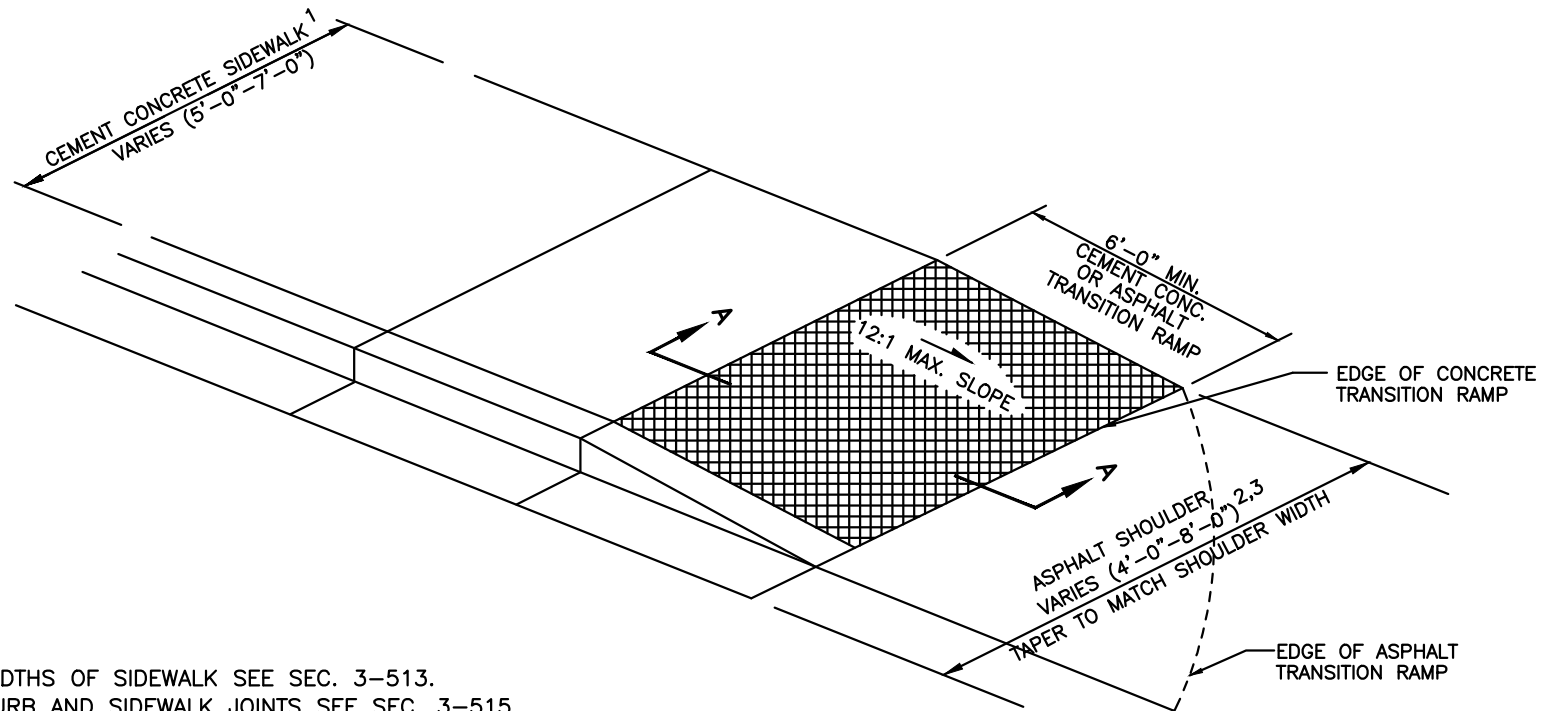 CEMENT CONCRETE SIDEWALK 1
VARIES (5'-0"-7'-0")
6'-0" MIN.
CEMENT CONC.
OR ASPHALT
TRANSITION RAMP
A
12:1 MAX. SLOPE
EDGE OF CONCRETE
TRANSITION RAMP
A
ASPHALT SHOULDER
VARIES (4'-0"-8'-0") 2,3
TAPER TO MATCH SHOULDER WIDTH
EDGE OF ASPHALT
TRANSITION RAMP
DTHS OF SIDEWALK SEE SEC. 3-513.
URB AND SIDEWALK JOINTS SEE SEC. 3-515